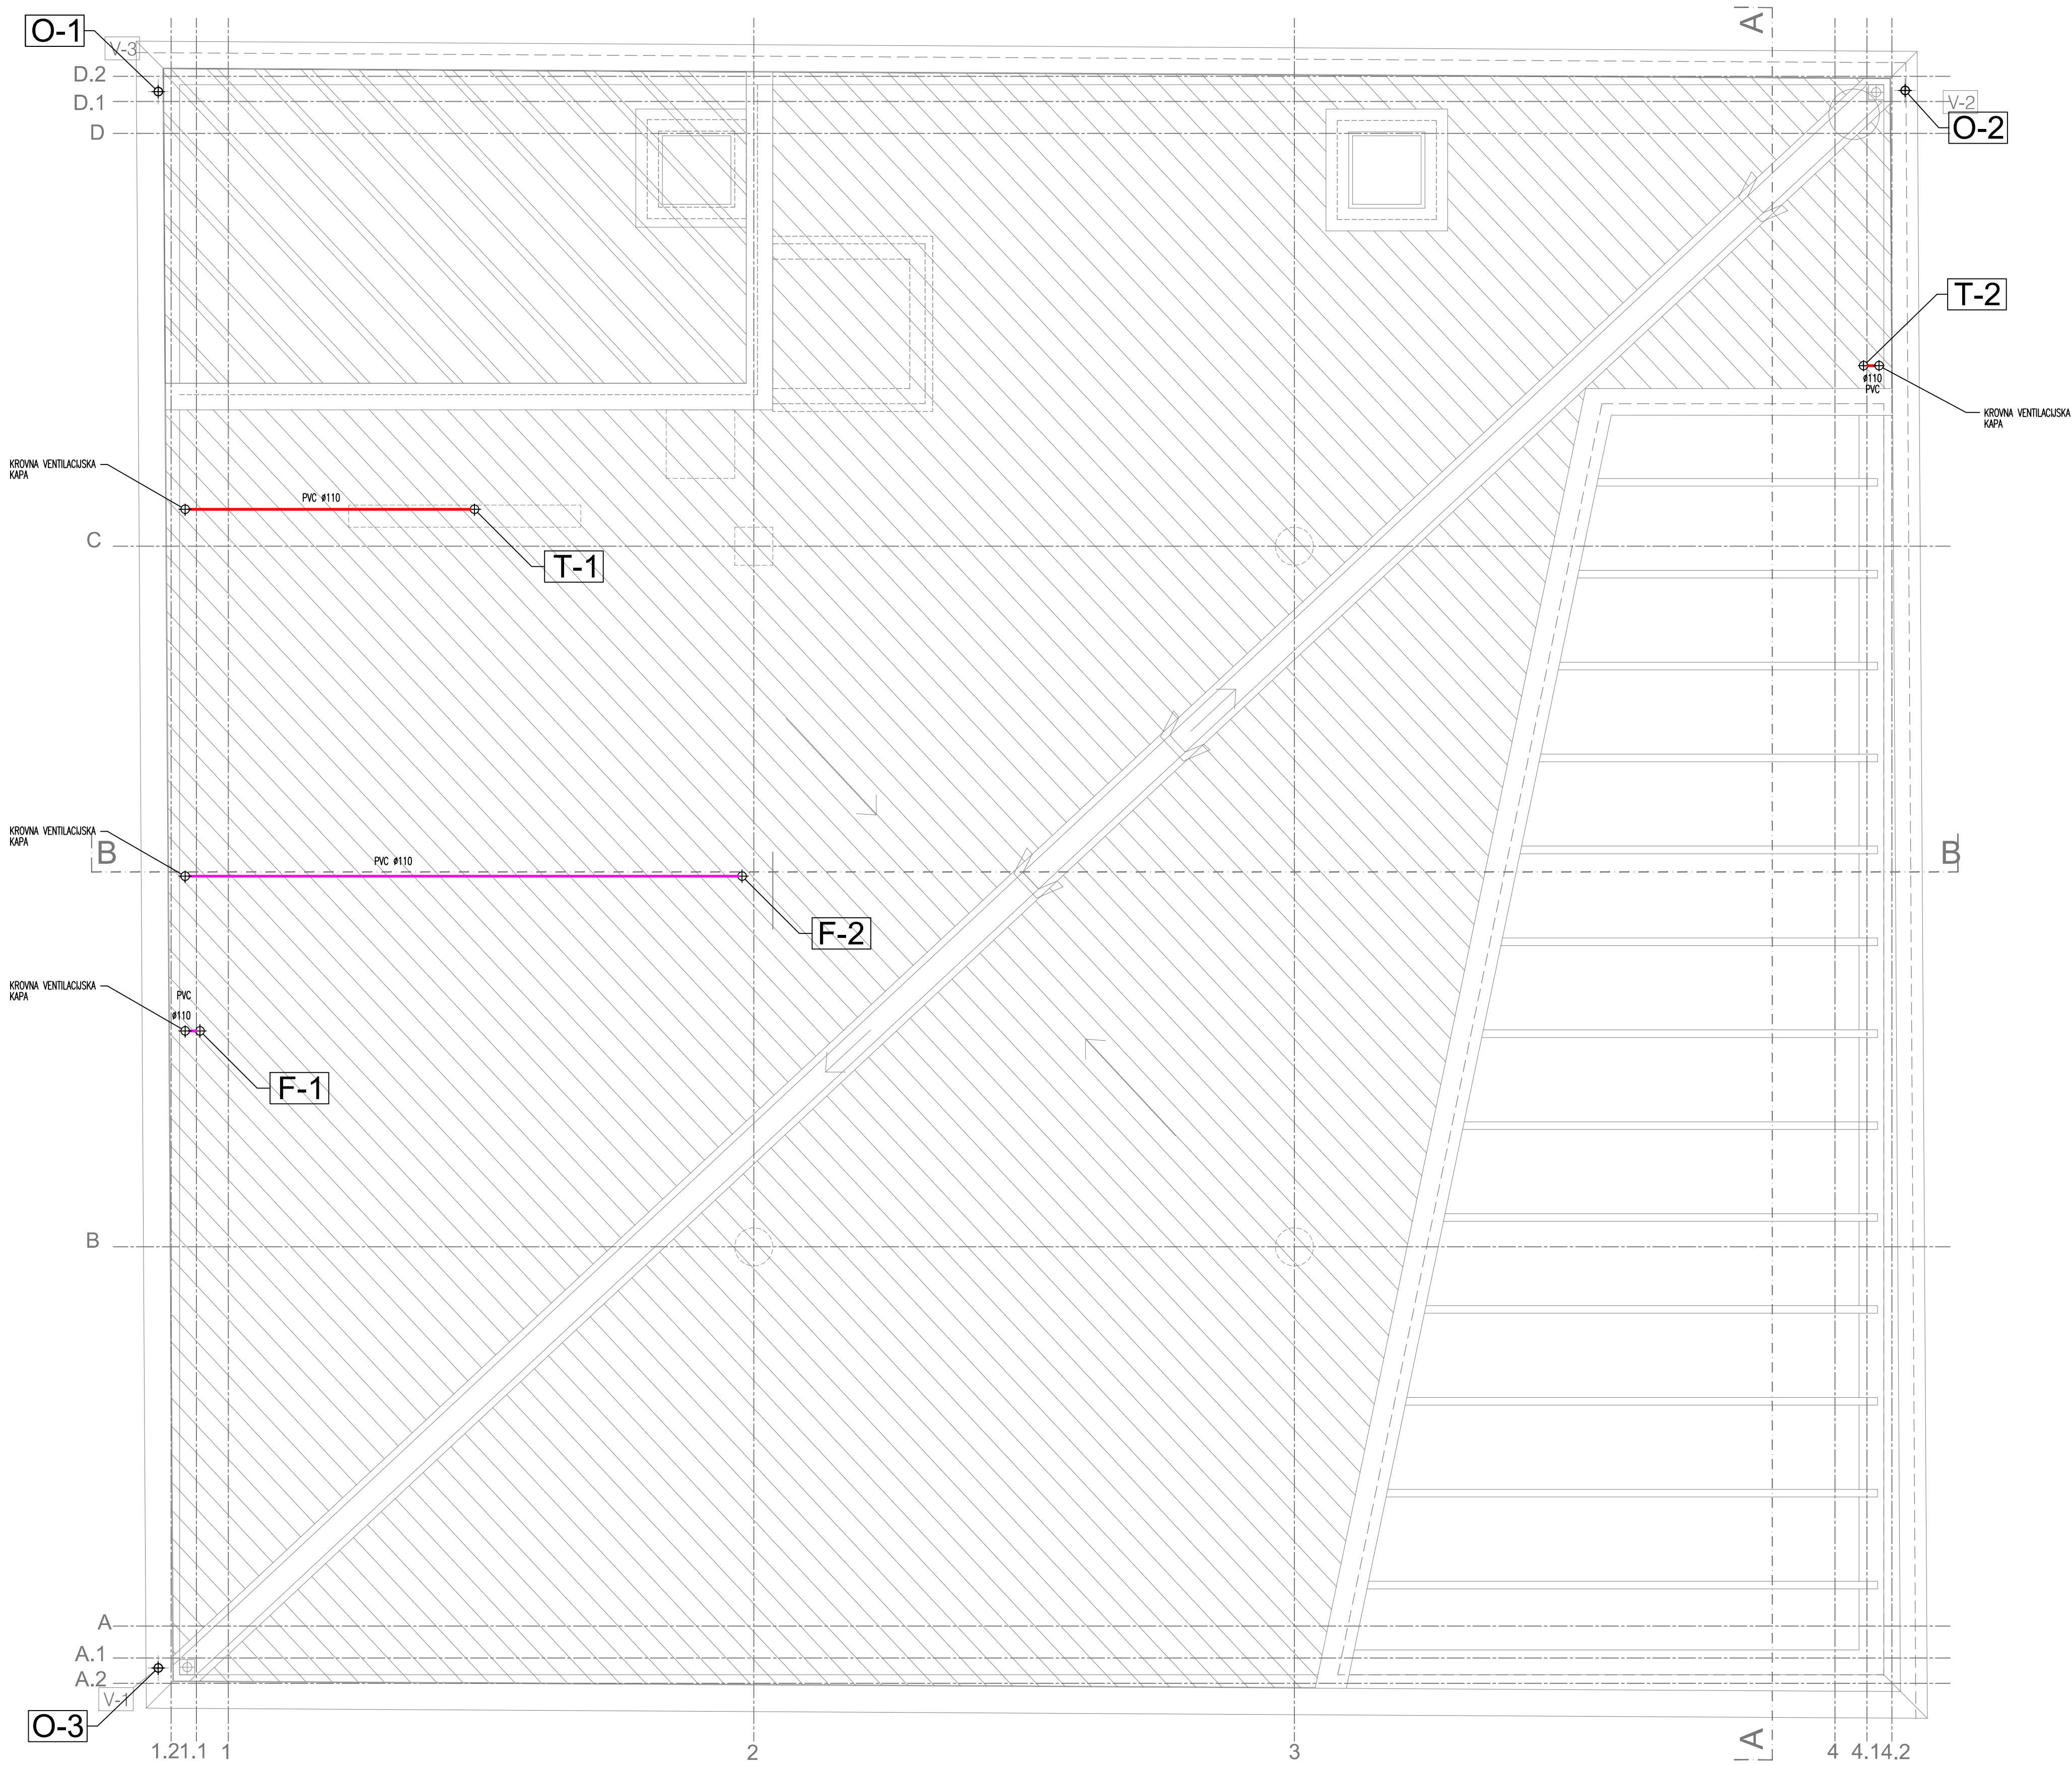 A
O-1
V-3
D.2
D.1
D
V-2
O-2
T-2
ø110
PVC
KROVNA VENTILACIJSKA
KAPA
KROVNA VENTILACIJSKA
KAPA
PVC ø110
C
T-1
KROVNA VENTILACIJSKA
KAPA
B
PVC ø110
B
F-2
KROVNA VENTILACIJSKA
KAPA
PVC
ø110
F-1
B
A
A.1
A.2
V-1
O-3
1.2
1.1
1
2
3
A
4
4.1
4.2